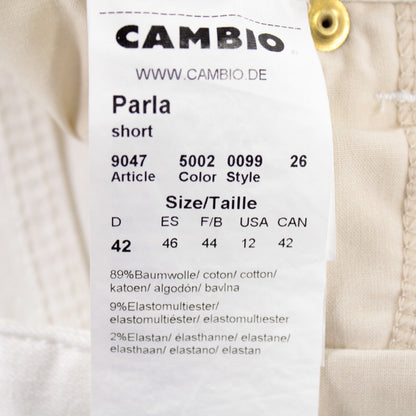 CAMBIO
WWW.CAMBIO.DE
Parla
short
9047 5002 0099 26
Article Color Style
Size/Taille
D ES F/B USA CAN
42 46 44 12 42
89%Baumwolle/ coton/ cotton/
katoen/ algodón/ bavlna
9%Elastomultiester/
elastomultiéster/ elastomultiester
2%Elastan/ élasthanne/ elastane/
elasthaan/ elastano/ elastan